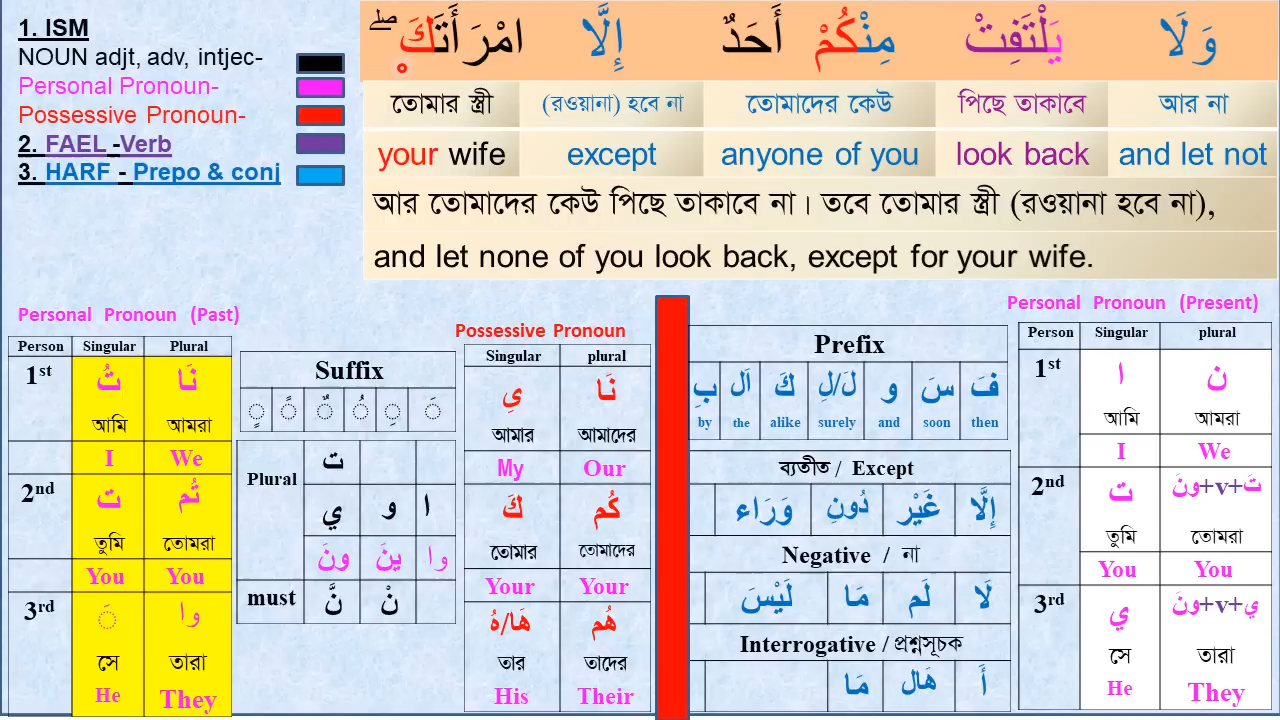 1. ISM
NOUN adjt, adv, intjec-
Personal Pronoun-
Possessive Pronoun-
2. FAEL -Verb
3. HARF - Prepo & conj
وَلَا يَلْتَفِتْ مِنْكُمْ أَحَدٌ إِلَّا امْرَأَتَكَ ۖ
তোমার স্ত্রী (রওয়ানা) হবে না তোমাদের কেউ পিছে তাকাবে আর না
your wife except anyone of you look back and let not
আর তোমাদের কেউ পিছে তাকাবে না। তবে তোমার স্ত্রী (রওয়ানা হবে না),
and let none of you look back, except for your wife.
Personal Pronoun (Past)
Person Singular Plural
1st تُ نَا
আমি আমরা
I We
2nd ت تُم
তুমি তোমরা
You You
3rd َ وا
সে তারা
He They
Suffix
ٍ ً ٌ ُ ِ َ
Plural ت
ي و ا
ونَ ينَ وا
must نَّ نْ
Possessive Pronoun
Singular plural
يِ نَا
আমার আমাদের
My Our
كَ كُم
তোমার তোমাদের
Your Your
هَا/هُ هُم
তার তাদের
His Their
Prefix
بِ اَل كَ لَ/لِ و سَ فَ
by the alike surely and soon then
ব্যতীত / Except
وَرَاء دُونِ غَيْر إِلَّا
Negative / না
لَيْسَ مَا لَم لَا
Interrogative / প্রশ্নসূচক
مَا هَال أَ
Personal Pronoun (Present)
Person Singular plural
1st ا ن
আমি আমরা
I We
2nd ت تَ+v+ونَ
তুমি তোমরা
You You
3rd ي ي+v+ونَ
সে তারা
He They